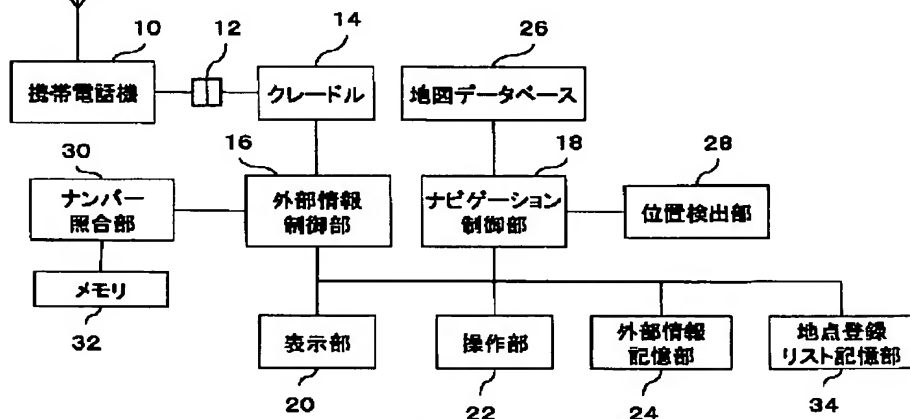 10
12
14
26
携帯電話機
クレードル
地図データベース
30
16
18
28
ナンバー
照合部
外部情報
制御部
ナビゲーション
制御部
位置検出部
メモリ
32
表示部
操作部
外部情報
記憶部
地点登録
リスト記憶部
20
22
24
34